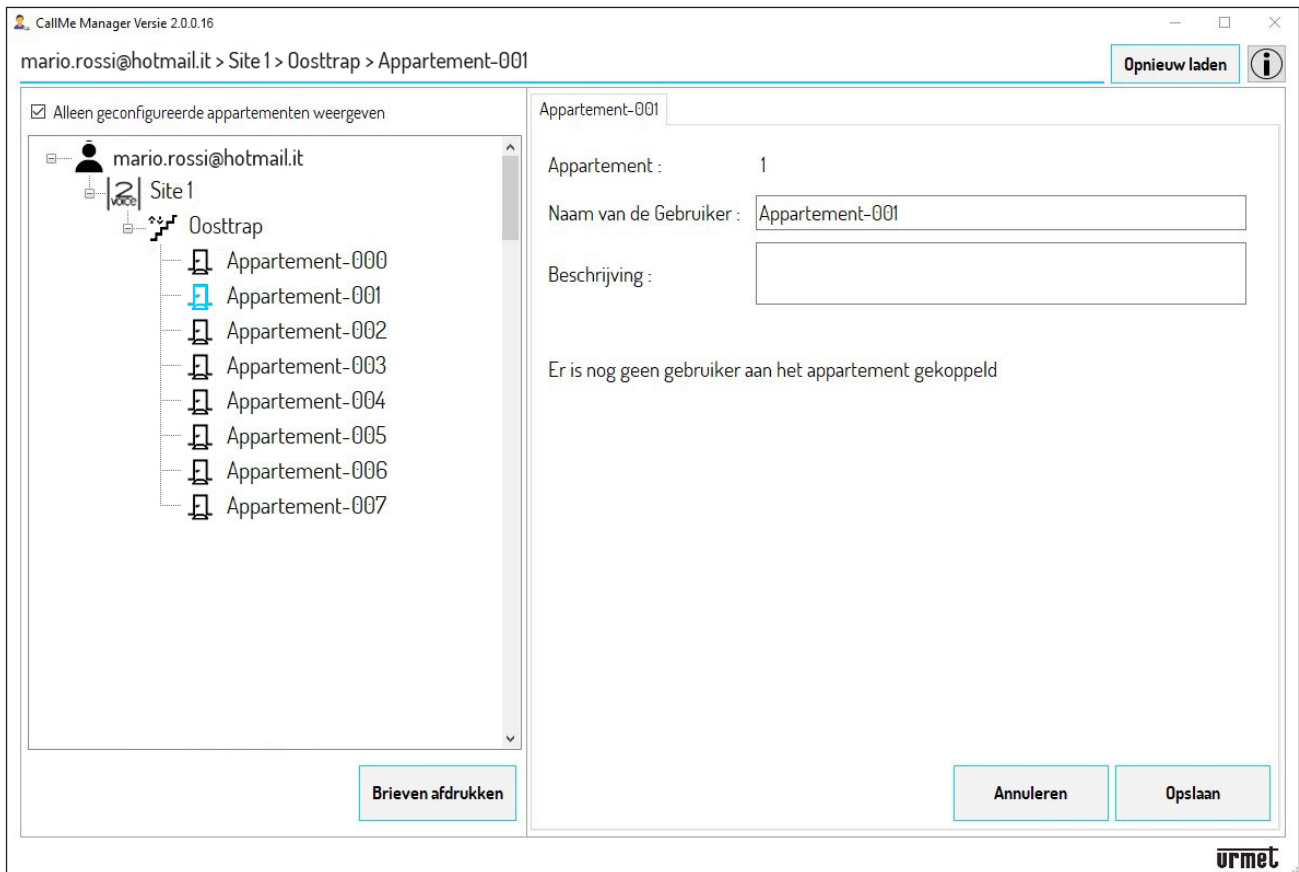 CallMe Manager Versie 2.0.0.16
mario.rossi@hotmail.it > Site 1 > Oosttrap > Appartement-001
Opnieuw laden
Alleen geconfigureerde appartementen weergeven
mario.rossi@hotmail.it
2 voice Site 1
Oosttrap
Appartement-000
Appartement-001
Appartement-002
Appartement-003
Appartement-004
Appartement-005
Appartement-006
Appartement-007
Brieven afdrukken
Appartement-001
Appartement : 1
Naam van de Gebruiker : Appartement-001
Beschrijving :
Er is nog geen gebruiker aan het appartement gekoppeld
Annuleren Opslaan
urmet